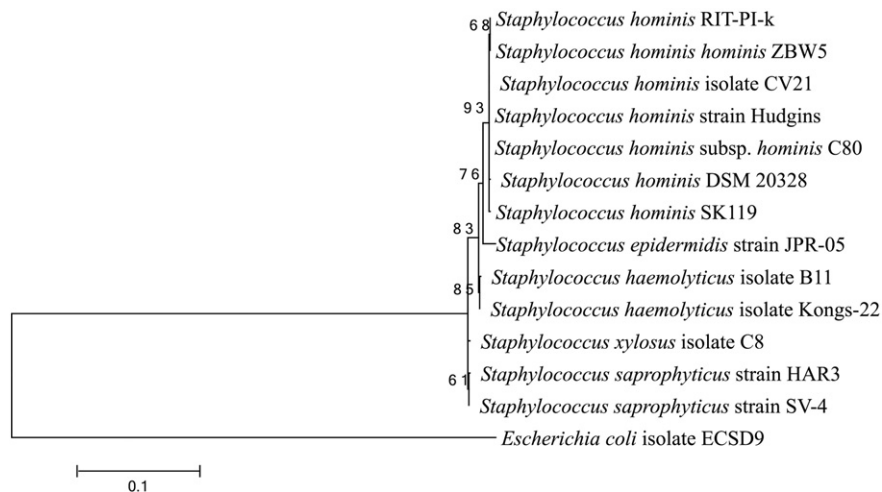 68
Staphylococcus hominis RIT-PI-k
Staphylococcus hominis hominis ZBW5
Staphylococcus hominis isolate CV21
93
Staphylococcus hominis strain Hudgins
Staphylococcus hominis subsp. hominis C80
76
Staphylococcus hominis DSM 20328
Staphylococcus hominis SK119
83
Staphylococcus epidermidis strain JPR-05
Staphylococcus haemolyticus isolate B11
85
Staphylococcus haemolyticus isolate Kongs-22
Staphylococcus xylosus isolate C8
61
Staphylococcus saprophyticus strain HAR3
Staphylococcus saprophyticus strain SV-4
Escherichia coli isolate ECSD9
0.1